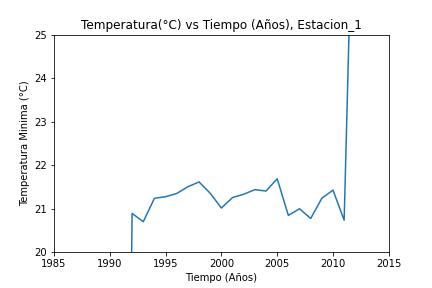 Temperatura(°C) vs Tiempo (Años), Estacion_1
25
24
23
22
21
20
Temperatura Minima (°C)
1985 1990 1995 2000 2005 2010 2015
Tiempo (Años)